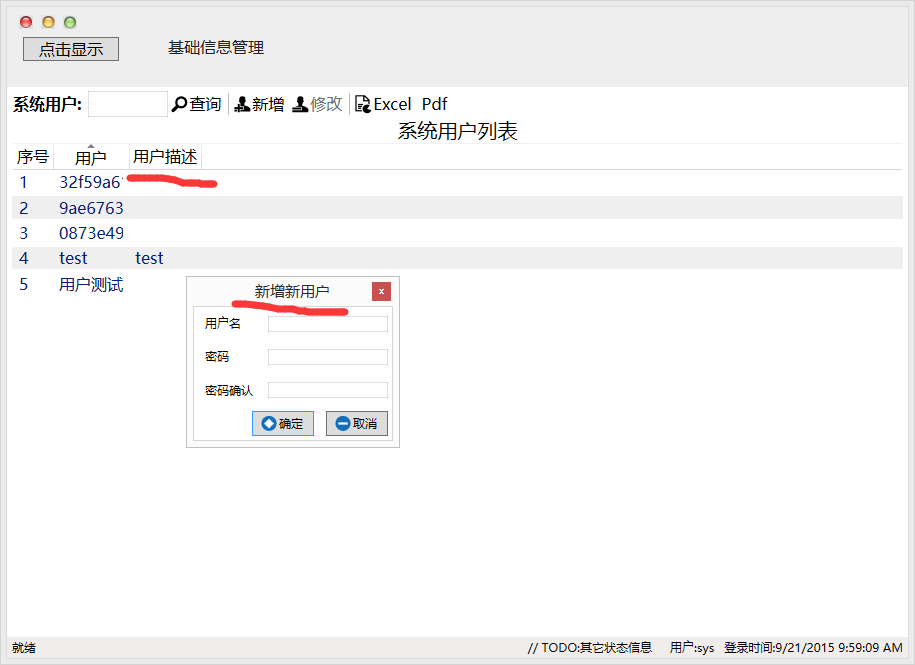 点击显示 基础信息管理
系统用户: 查询 新增 修改 Excel Pdf
系统用户列表
序号 用户 用户描述
1 32f59a6
2 9ae6763
3 0873e49
4 test test
5 用户测试
新增新用户 x
用户名
密码
密码确认
确定 取消
就绪 // TODO:其它状态信息 用户:sys 登录时间:9/21/2015 9:59:09 AM